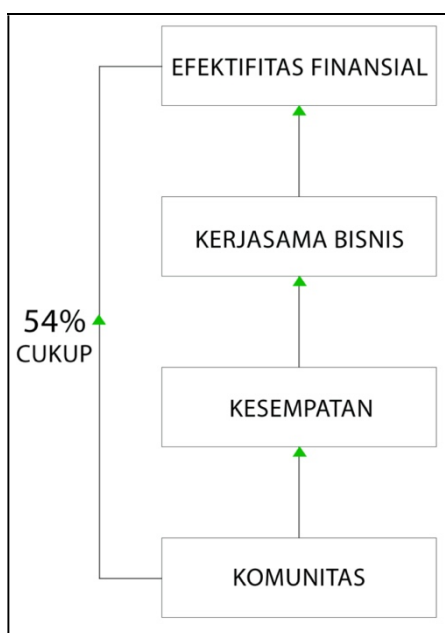 EFEKTIFITAS FINANSIAL
KERJASAMA BISNIS
54%
CUKUP
KESEMPATAN
KOMUNITAS